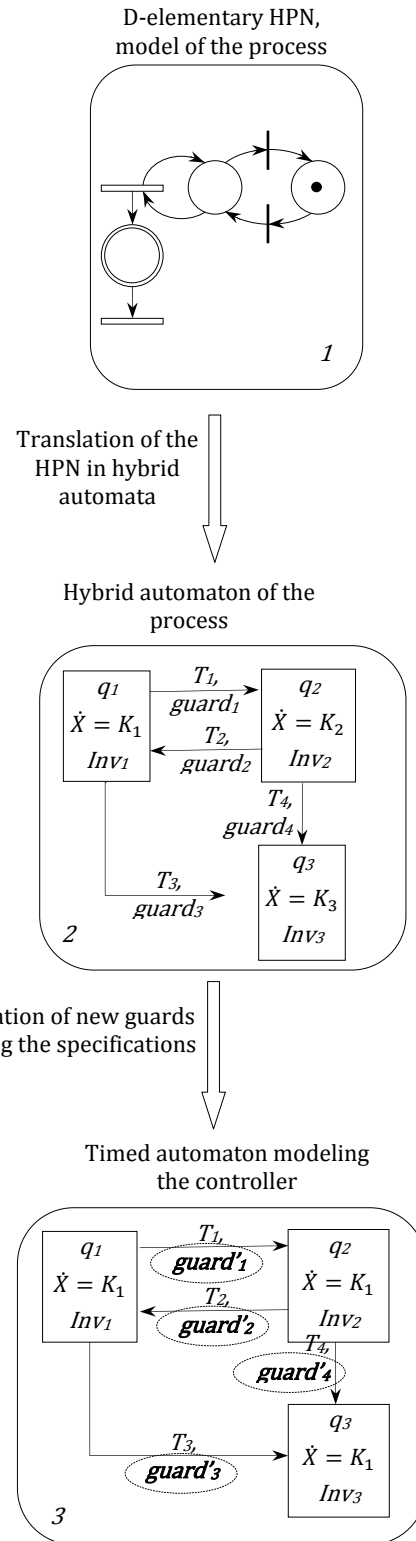 D-elementary HPN,
model of the process
1
Translation of the
HPN in hybrid
automata
Hybrid automaton of the
process
q₁
Ẋ = K₁
Inv₁
T₁,
guard₁
T₂,
guard₂
q₂
Ẋ = K₂
Inv₂
T₄,
guard₄
T₃,
guard₃
q₃
Ẋ = K₃
Inv₃
2
of new guards
the specifications
Timed automaton modeling
the controller
q₁
Ẋ = K₁
Inv₁
T₁,
guard'₁
T₂,
guard'₂
q₂
Ẋ = K₁
Inv₂
T₄,
guard'₄
T₃,
guard'₃
q₃
Ẋ = K₁
Inv₃
3